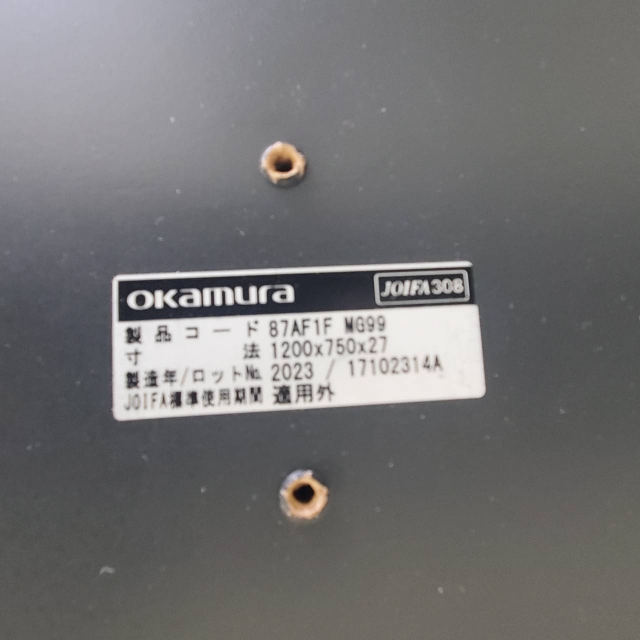 okamura JOIFA308
製品コード 87AF1F MG99
寸法 1200x750x27
製造年/ロット№ 2023 / 17102314A
JOIFA標準使用期間 適用外